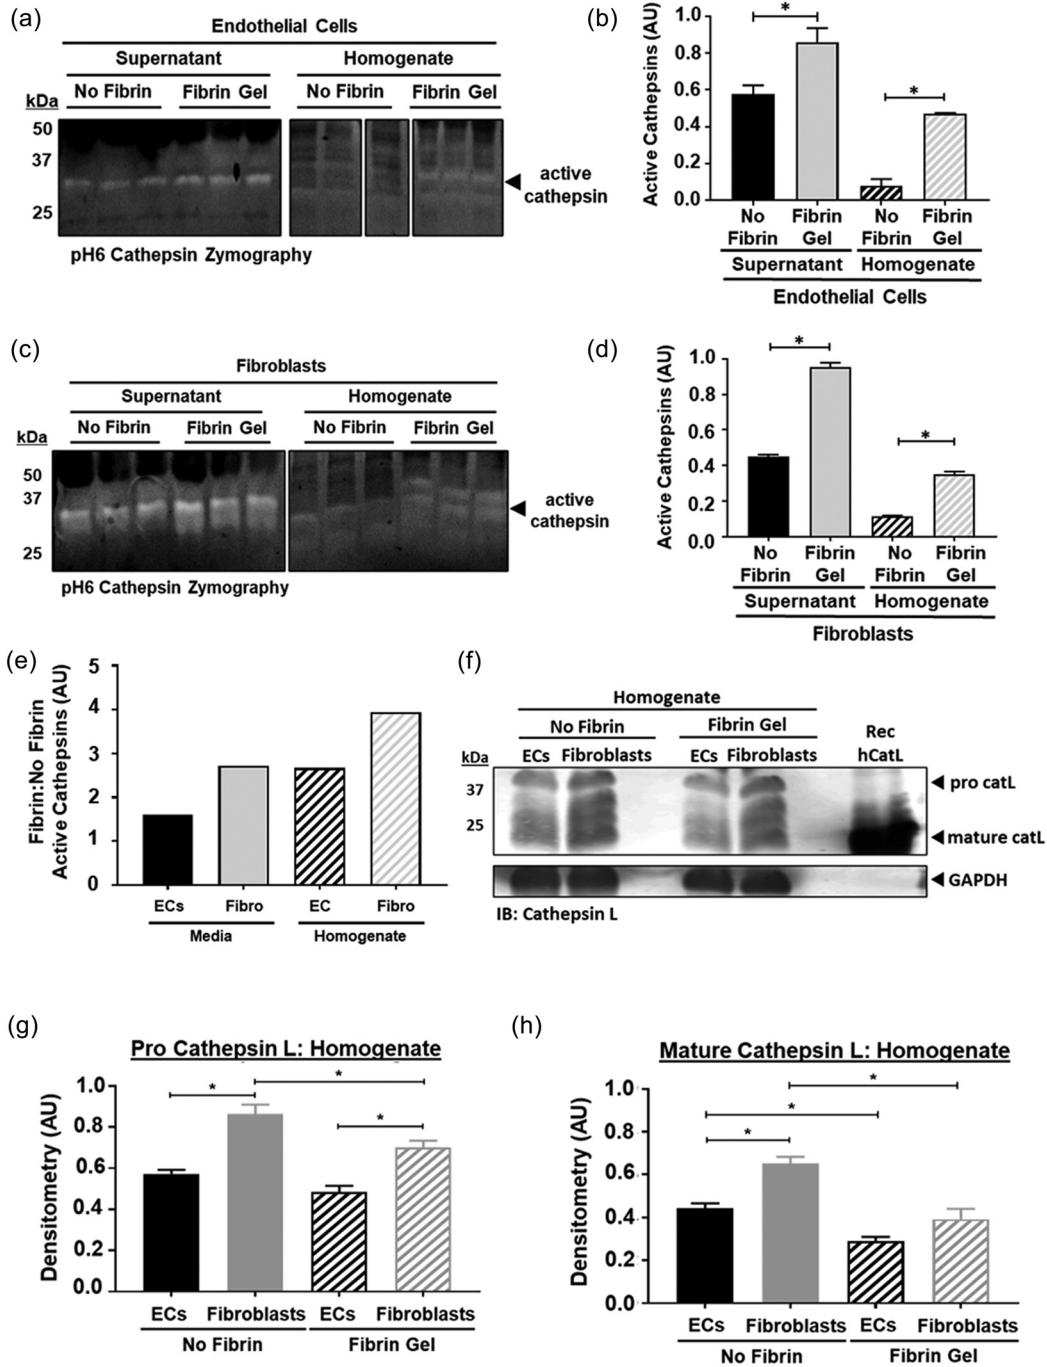 (a)
Endothelial Cells
Supernatant Homogenate
No Fibrin Fibrin Gel No Fibrin Fibrin Gel
kDa
50
37
25
active
cathepsin
pH6 Cathepsin Zymography
(b)
Active Cathepsins (AU)
1.0
0.8
0.6
0.4
0.2
0.0
*
*
No Fibrin No Fibrin
Fibrin Gel Fibrin Gel
Supernatant Homogenate
Endothelial Cells
(c)
Fibroblasts
Supernatant Homogenate
No Fibrin Fibrin Gel No Fibrin Fibrin Gel
kDa
50
37
25
active
cathepsin
pH6 Cathepsin Zymography
(d)
Active Cathepsins (AU)
1.0
0.8
0.6
0.4
0.2
0.0
*
*
No Fibrin No Fibrin
Fibrin Gel Fibrin Gel
Supernatant Homogenate
Fibroblasts
(e)
Fibrin:No Fibrin
Active Cathepsins (AU)
5
4
3
2
1
0
ECs Fibro EC Fibro
Media Homogenate
(f)
Homogenate
No Fibrin Fibrin Gel Rec
kDa ECs Fibroblasts ECs Fibroblasts hCatL
37
25
pro catL
mature catL
GAPDH
IB: Cathepsin L
(g)
Pro Cathepsin L: Homogenate
Densitometry (AU)
1.0
0.8
0.6
0.4
0.2
0.0
*
*
*
ECs Fibroblasts ECs Fibroblasts
No Fibrin Fibrin Gel
(h)
Mature Cathepsin L: Homogenate
Densitometry (AU)
1.0
0.8
0.6
0.4
0.2
0.0
*
*
*
ECs Fibroblasts ECs Fibroblasts
No Fibrin Fibrin Gel